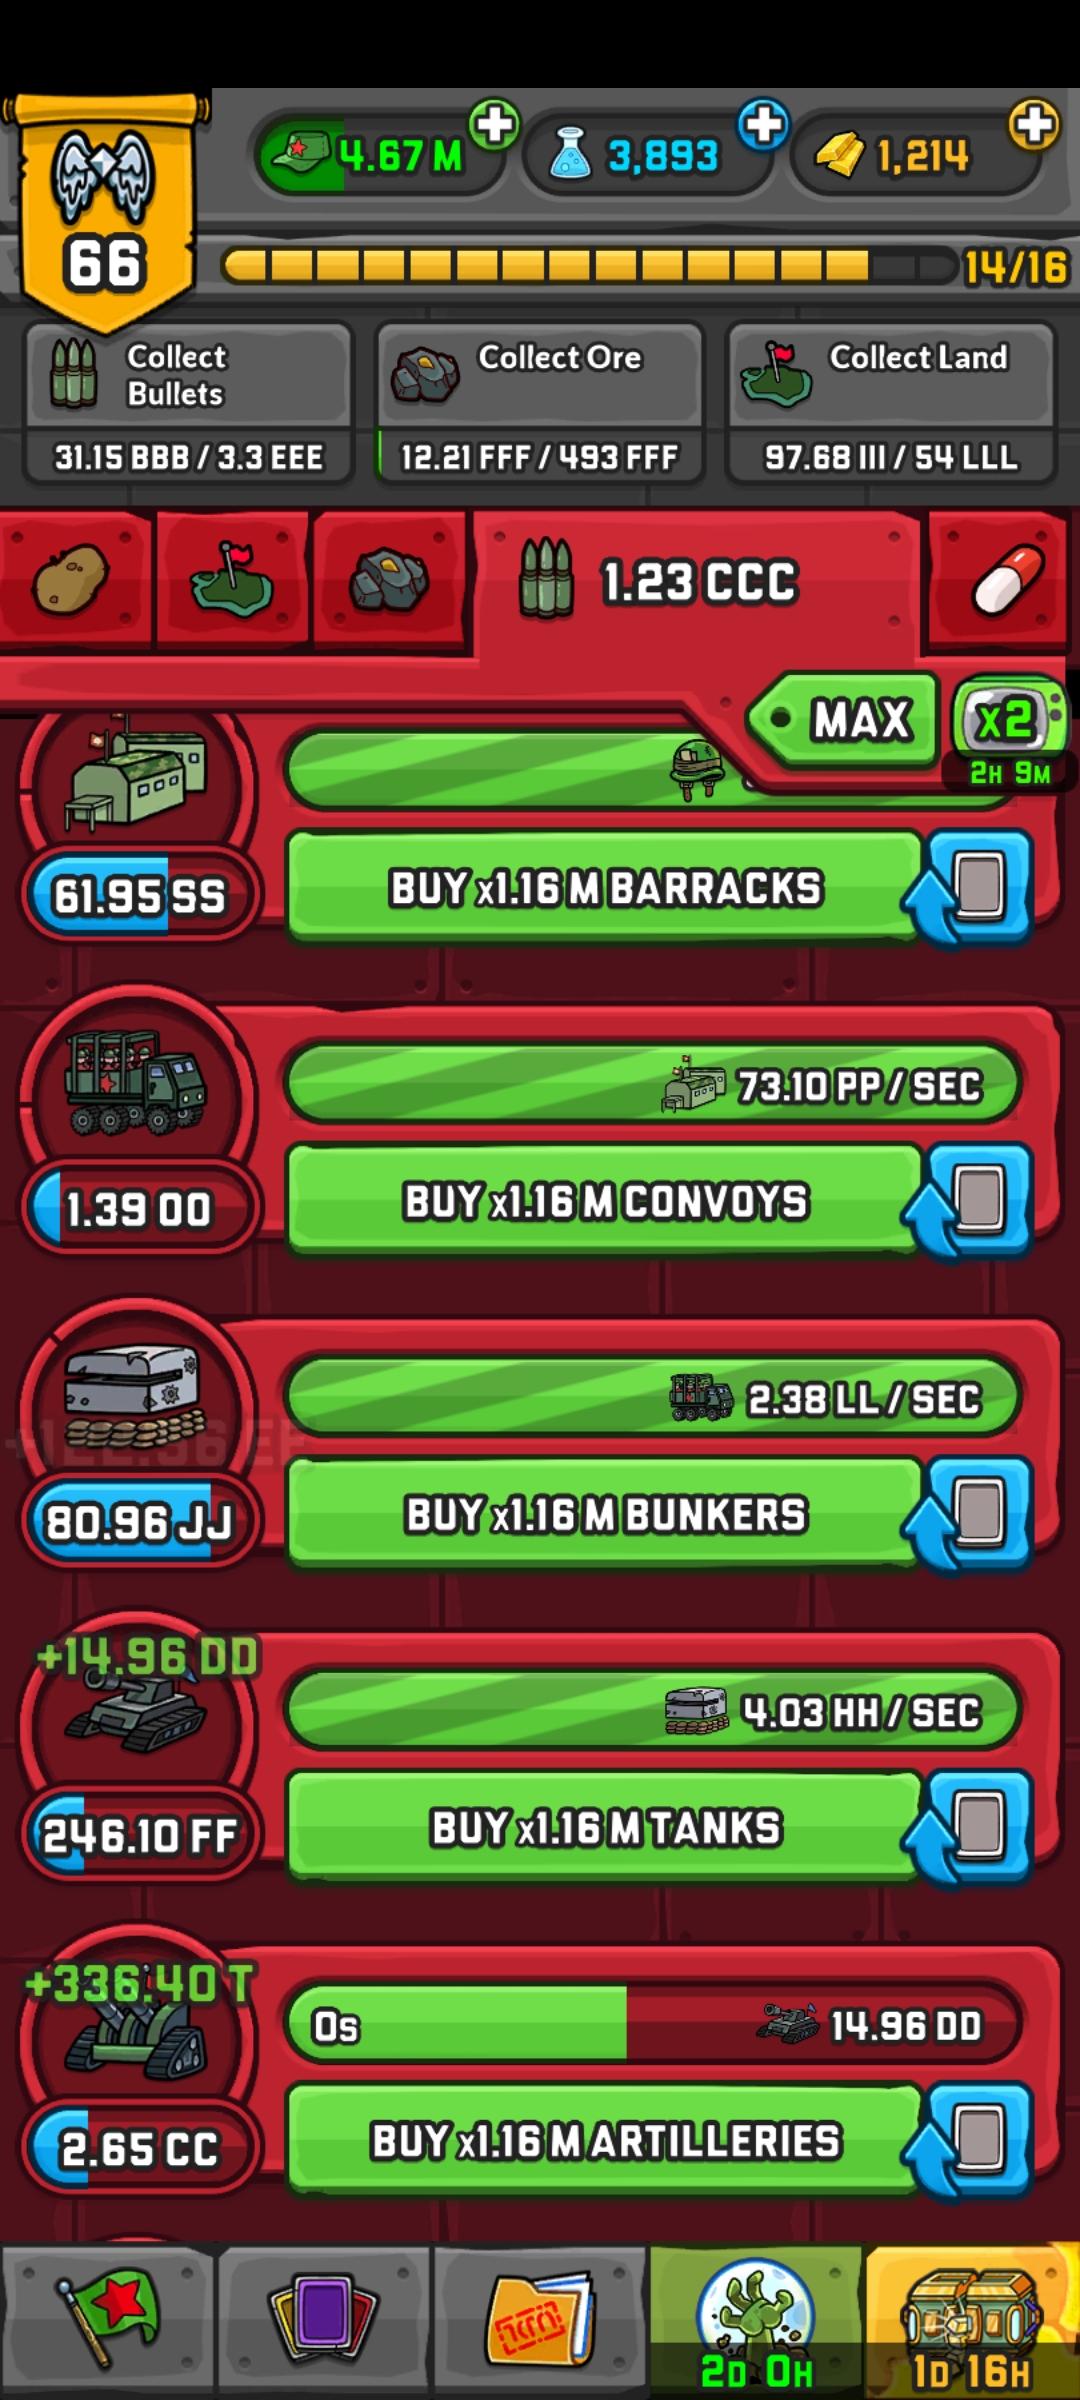 4.67 M
3,893
1,214
66
14/16
Collect
Bullets
31.15 BBB / 3.3 EEE
Collect Ore
12.21 FFF / 493 FFF
Collect Land
97.68 III / 54 LLL
1.23 CCC
MAX
x2
2H 9M
61.95 SS
BUY x1.16 M BARRACKS
73.10 PP / SEC
1.39 OO
BUY x1.16 M CONVOYS
2.38 LL / SEC
80.96 JJ
BUY x1.16 M BUNKERS
+14.96 DD
4.03 HH / SEC
246.10 FF
BUY x1.16 M TANKS
+336.40 T
0s
14.96 DD
2.65 CC
BUY x1.16 M ARTILLERIES
2D 0H
1D 16H